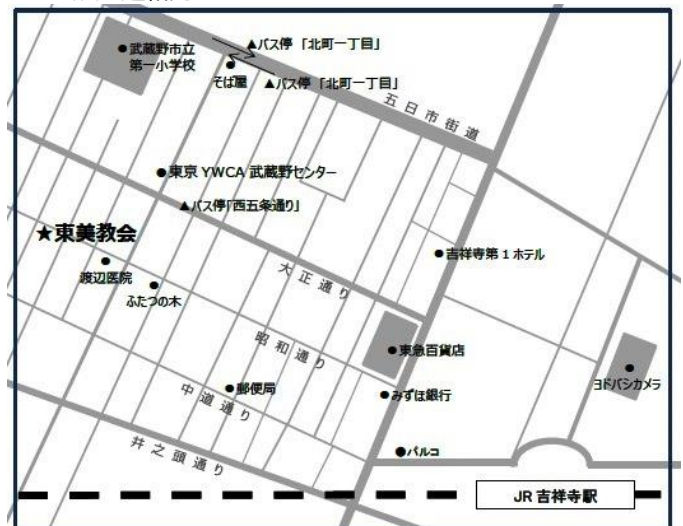 ▲バス停 「北町一丁目」
●武蔵野市立
第一小学校
そば屋
▲バス停 「北町一丁目」
五日市街道
●東京 YWCA 武蔵野センター
▲バス停「西五条通り」
★東美教会
●吉祥寺第1ホテル
渡辺医院
大正通り
ふたつの木
昭和通り
●東急百貨店
ヨドバシカメラ
中道通り
●郵便局
●みずほ銀行
井之頭通り
●パルコ
JR 吉祥寺駅